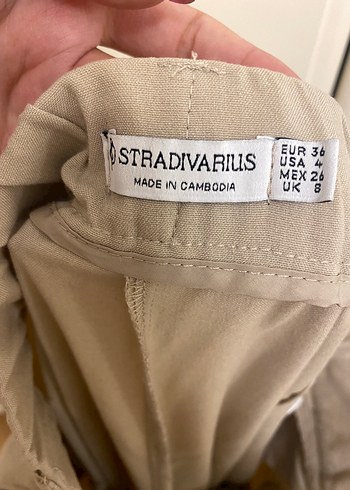 STRADIVARIUS
MADE IN CAMBODIA
EUR 36
USA 4
MEX 26
UK 8